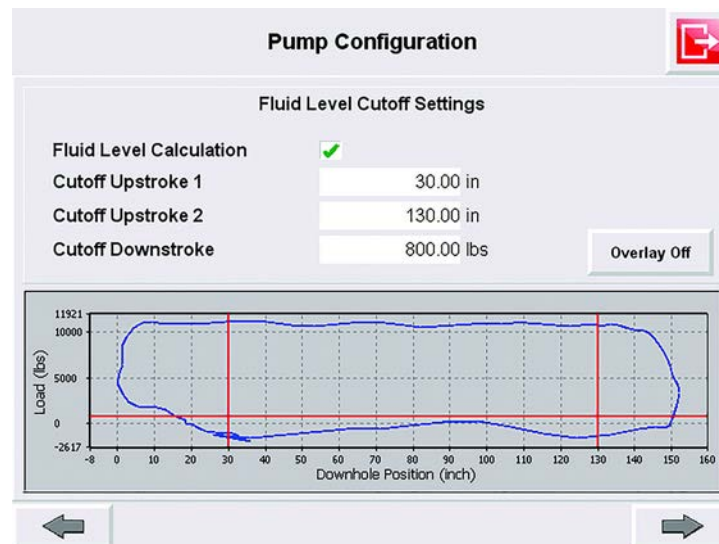 Pump Configuration
Fluid Level Cutoff Settings
Fluid Level Calculation
Cutoff Upstroke 1 30.00 in
Cutoff Upstroke 2 130.00 in
Cutoff Downstroke 800.00 lbs
Overlay Off
11921
10000
5000
0
-2617
Load (lbs)
-8 0 10 20 30 40 50 60 70 80 90 100 110 120 130 140 150 160
Downhole Position (inch)